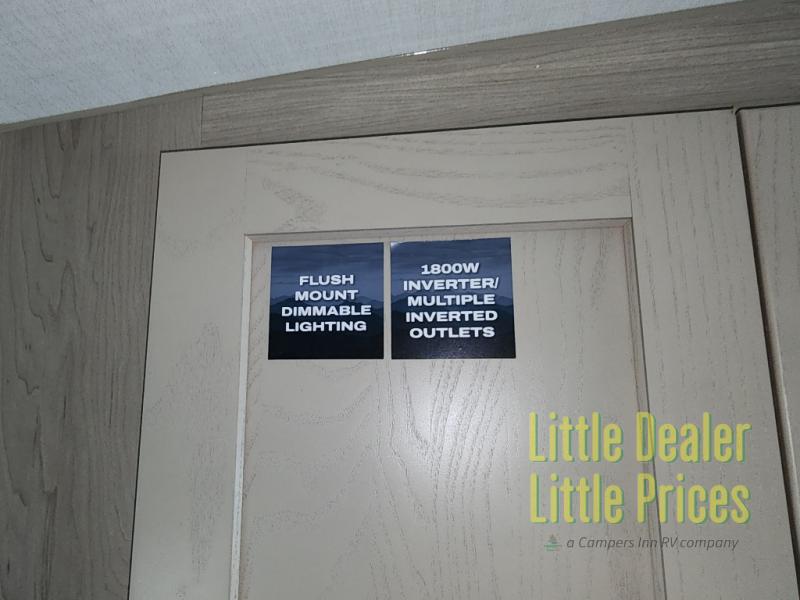 FLUSH
MOUNT
DIMMABLE
LIGHTING
1800W
INVERTER/
MULTIPLE
INVERTED
OUTLETS
Little Dealer
Little Prices
a Campers Inn RV company